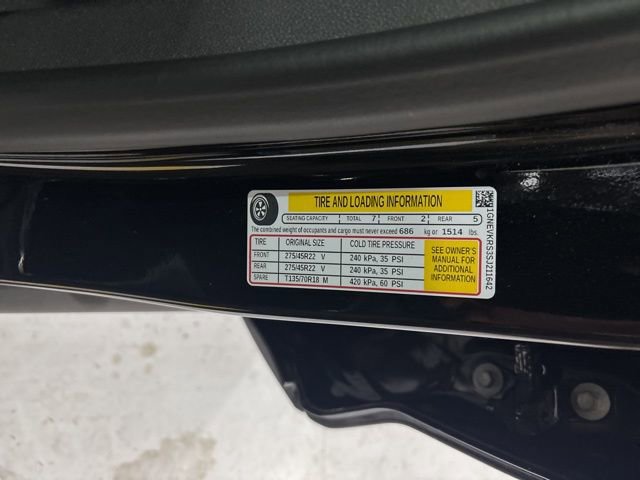 TIRE AND LOADING INFORMATION
SEATING CAPACITY TOTAL 7 FRONT 2 REAR 5
The combined weight of occupants and cargo must never exceed 686 kg or 1514 lbs.
TIRE ORIGINAL SIZE COLD TIRE PRESSURE
FRONT 275/45R22 V 240 kPa, 35 PSI
REAR 275/45R22 V 240 kPa, 35 PSI
SPARE T135/70R18 M 420 kPa, 60 PSI
SEE OWNER'S
MANUAL FOR
ADDITIONAL
INFORMATION
1GNEVKRS3SJ211642